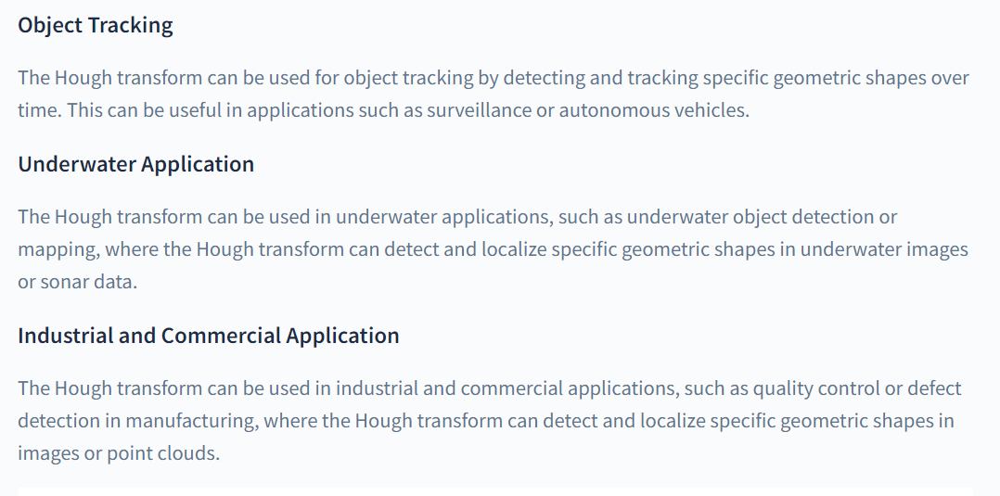 Object Tracking
The Hough transform can be used for object tracking by detecting and tracking specific geometric shapes over
time. This can be useful in applications such as surveillance or autonomous vehicles.
Underwater Application
The Hough transform can be used in underwater applications, such as underwater object detection or
mapping, where the Hough transform can detect and localize specific geometric shapes in underwater images
or sonar data.
Industrial and Commercial Application
The Hough transform can be used in industrial and commercial applications, such as quality control or defect
detection in manufacturing, where the Hough transform can detect and localize specific geometric shapes in
images or point clouds.